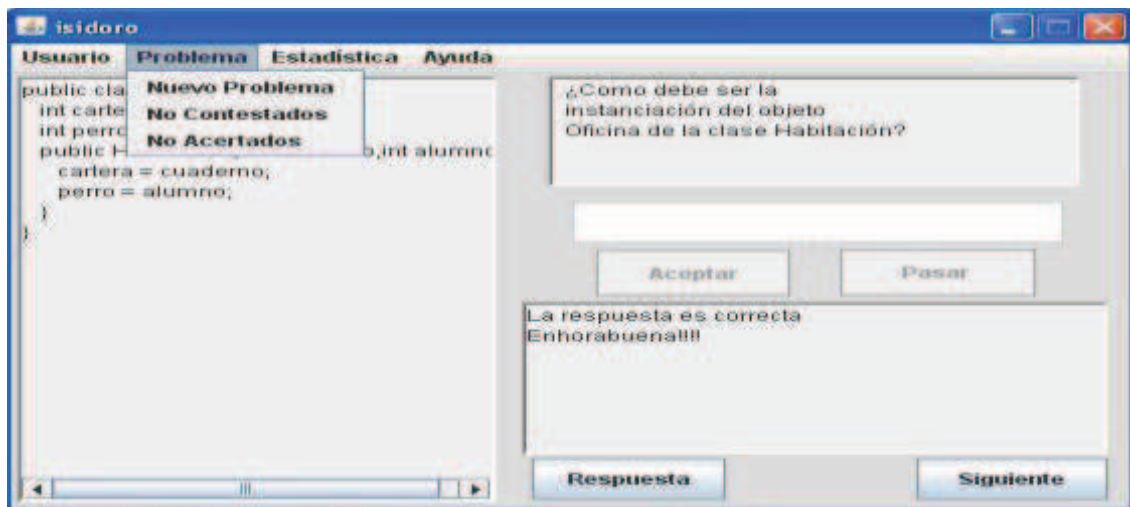 isidoro
Usuario Problema Estadística Ayuda
Nuevo Problema
No Contestados
No Acertados
public cla
int carte
int perro
public H o,int alumno
cartera = cuaderno;
perro = alumno;
}
}
¿Como debe ser la
instanciación del objeto
Oficina de la clase Habitación?
Aceptar Pasar
La respuesta es correcta
Enhorabuena!!!!
Respuesta Siguiente